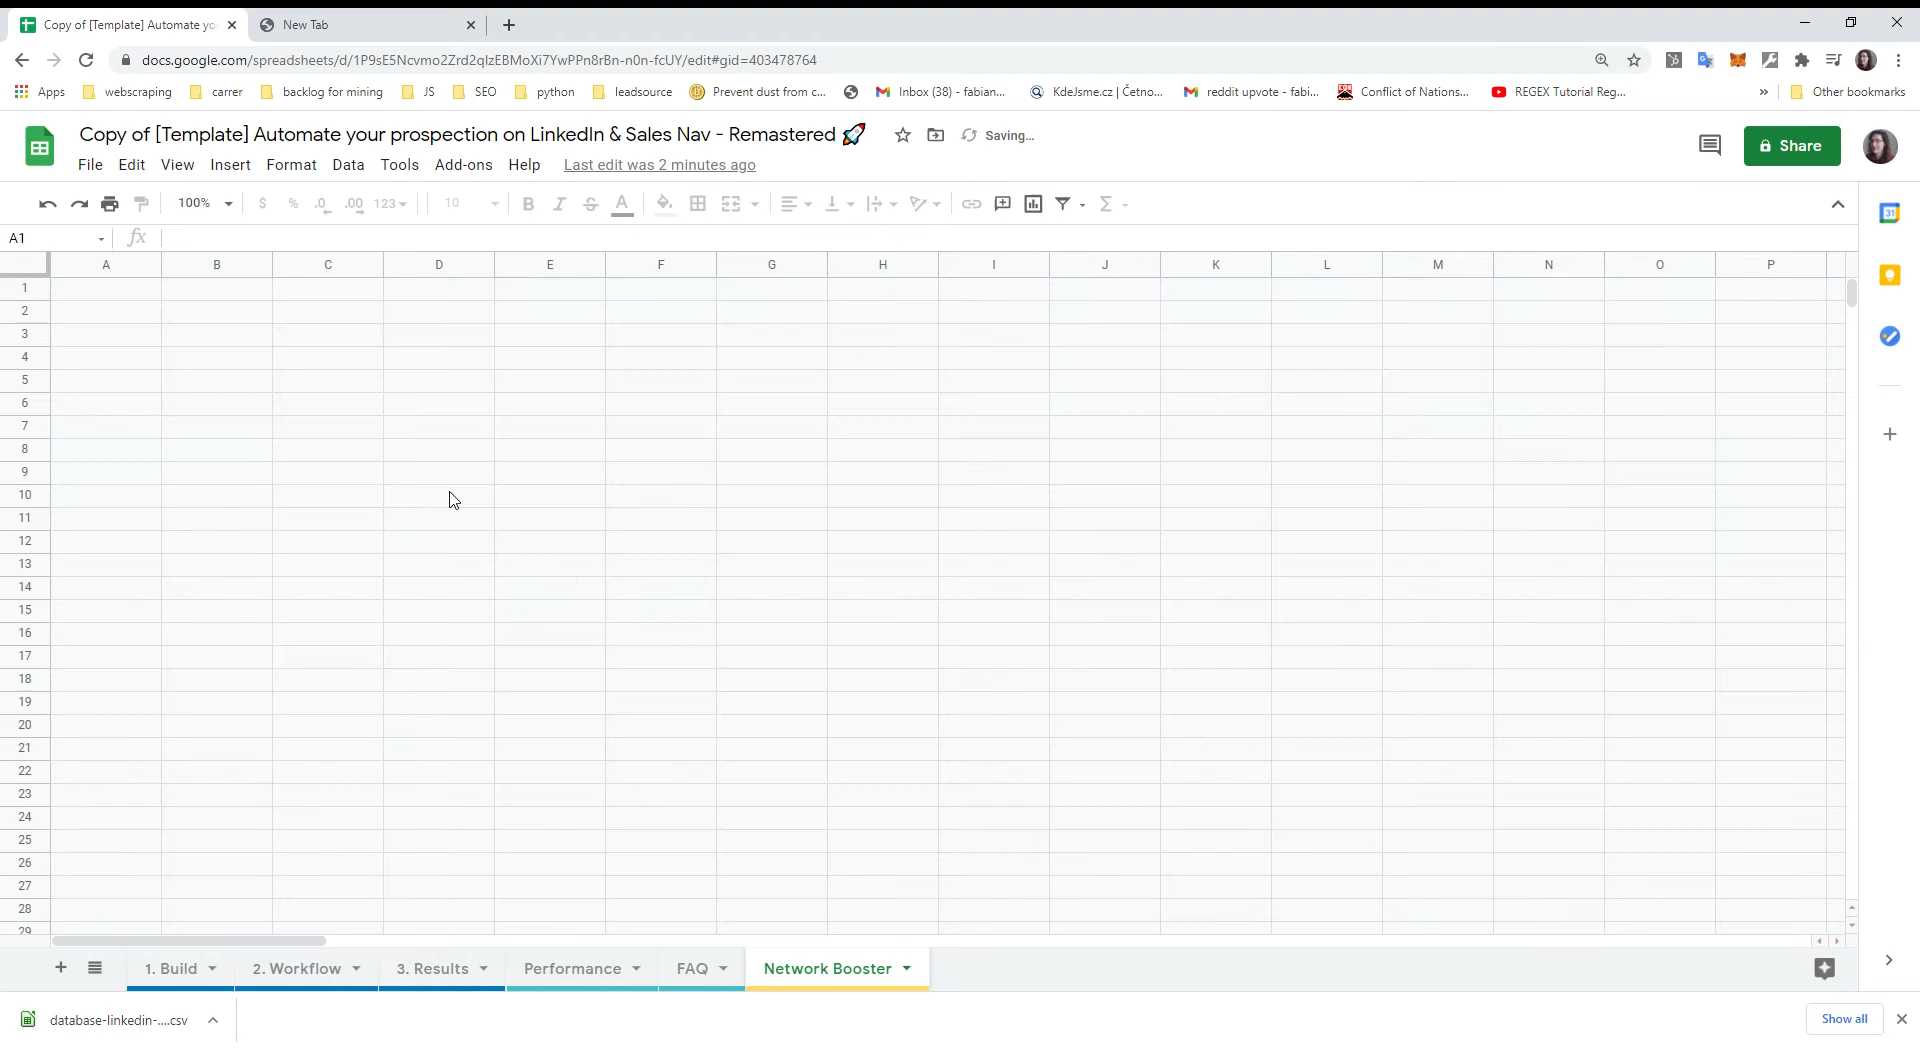 Copy of [Template] Automate yo
New Tab
docs.google.com/spreadsheets/d/1P9sE5Ncvmo2Zrd2qlzEBMoXi7YwPPn8rBn-n0n-fcUY/edit#gid=403478764
Apps webscraping carrer backlog for mining JS SEO python leadsource Prevent dust from c... Inbox (38) - fabian... KdeJsme.cz | Četno... reddit upvote - fabi... Conflict of Nations... REGEX Tutorial Reg... » Other bookmarks
Copy of [Template] Automate your prospection on LinkedIn & Sales Nav - Remastered 🚀 Saving...
Share
File Edit View Insert Format Data Tools Add-ons Help Last edit was 2 minutes ago
100% $ % .0 .00 123 10 B I S A
A1 fx
A B C D E F G H I J K L M N O P
1
2
3
4
5
6
7
8
9
10
11
12
13
14
15
16
17
18
19
20
21
22
23
24
25
26
27
28
29
1. Build 2. Workflow 3. Results Performance FAQ Network Booster
database-linkedin-....csv Show all